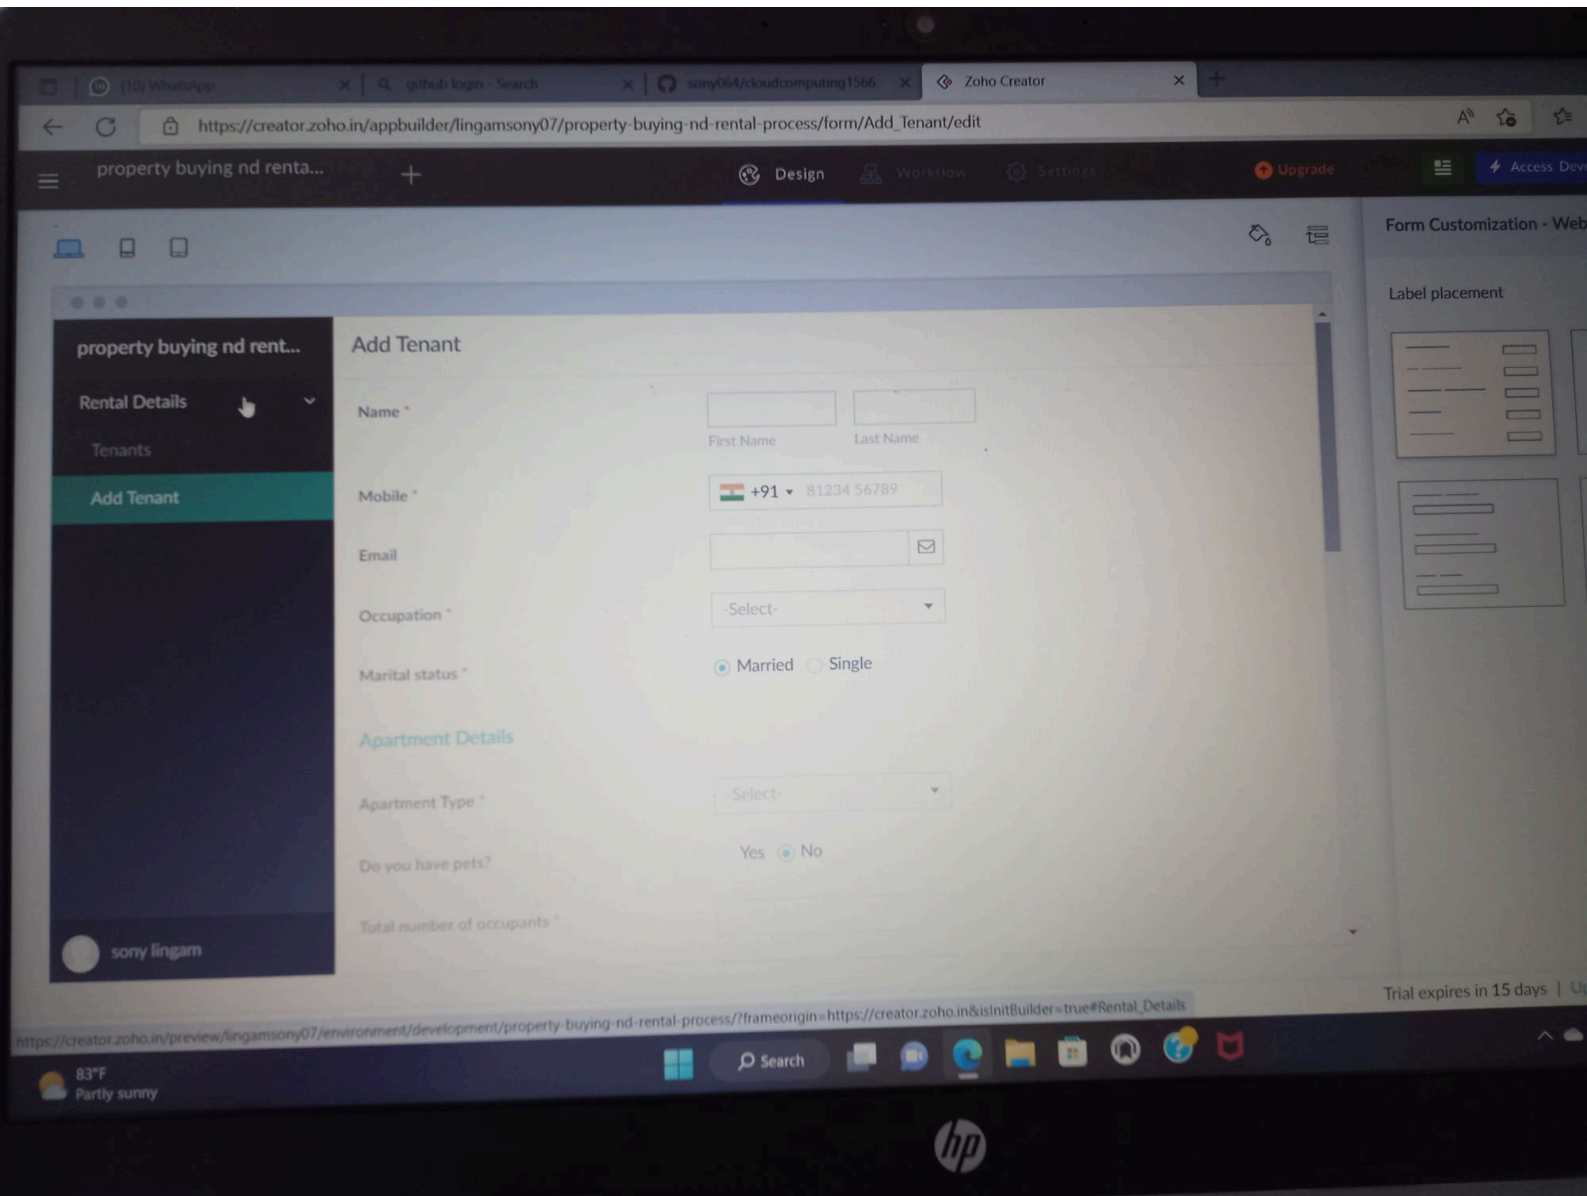 (10) WhatsApp
github login - Search
sony064/cloudcomputing1566
Zoho Creator
https://creator.zoho.in/appbuilder/lingamsony07/property-buying-nd-rental-process/form/Add_Tenant/edit
property buying nd renta...
Design
Workflow
Settings
Upgrade
Access Dev
Form Customization - Web
Label placement
property buying nd rent...
Rental Details
Tenants
Add Tenant
sony lingam
Add Tenant
Name *
First Name
Last Name
Mobile *
+91 81234 56789
Email
Occupation *
-Select-
Marital status *
Married Single
Apartment Details
Apartment Type *
-Select-
Do you have pets?
Yes No
Total number of occupants *
Trial expires in 15 days | Up
https://creator.zoho.in/preview/lingamsony07/environment/development/property-buying-nd-rental-process/?frameorigin=https://creator.zoho.in&isInitBuilder=true#Rental_Details
83°F
Partly sunny
Search
hp